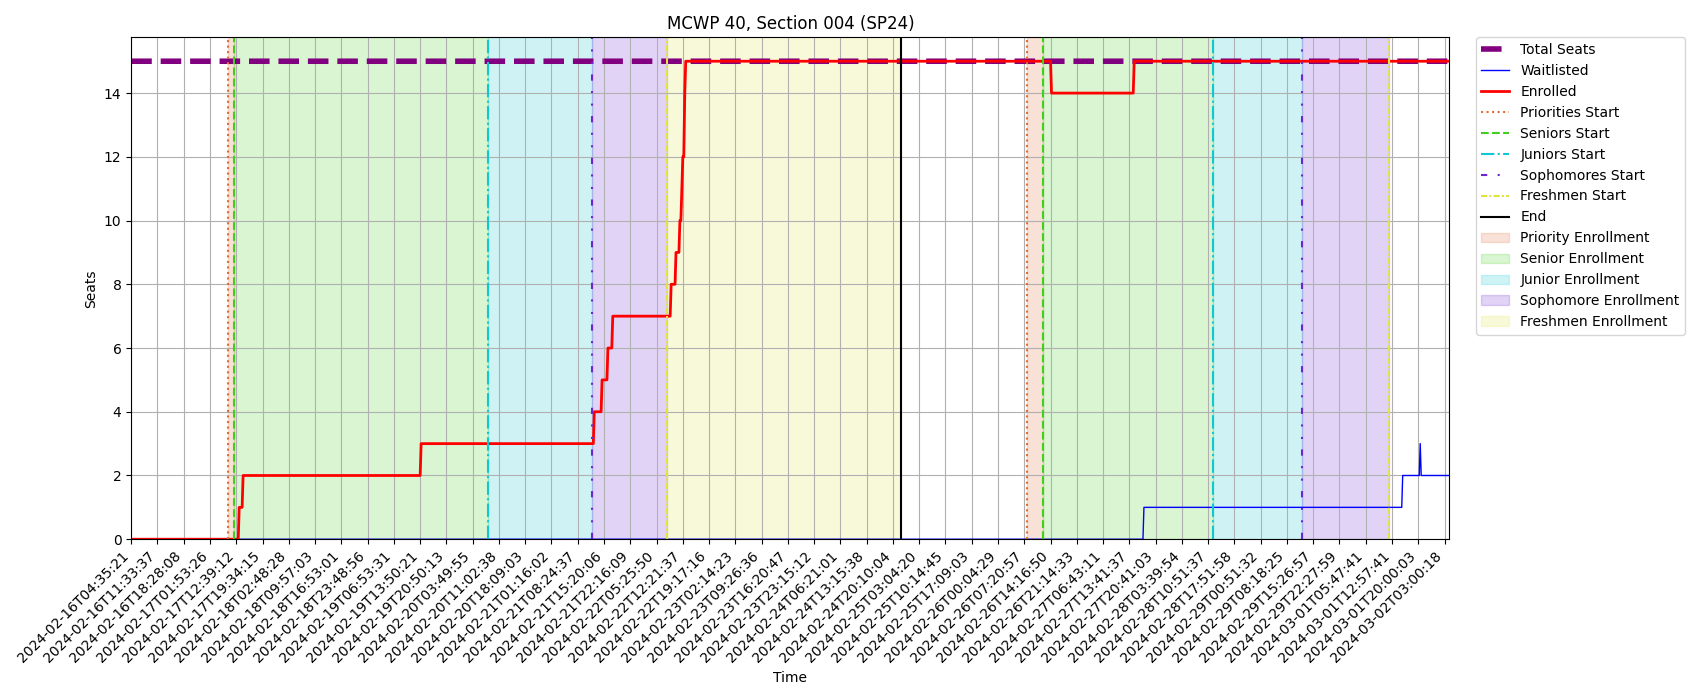 MCWP 40, Section 004 (SP24)
Seats
14
12
10
8
6
4
2
0
2024-02-16T04:35:21
2024-02-16T11:33:37
2024-02-16T18:28:08
2024-02-17T01:53:26
2024-02-17T12:39:12
2024-02-17T19:34:15
2024-02-18T02:48:28
2024-02-18T09:57:03
2024-02-18T16:53:01
2024-02-18T23:48:56
2024-02-19T06:53:31
2024-02-19T13:50:21
2024-02-19T20:50:13
2024-02-20T03:49:55
2024-02-20T11:02:38
2024-02-20T18:09:03
2024-02-21T01:16:02
2024-02-21T08:24:37
2024-02-21T15:20:06
2024-02-21T22:16:09
2024-02-22T05:25:50
2024-02-22T12:21:37
2024-02-22T19:17:16
2024-02-23T02:14:23
2024-02-23T09:26:36
2024-02-23T16:20:47
2024-02-23T23:15:12
2024-02-24T06:21:01
2024-02-24T13:15:38
2024-02-24T20:10:04
2024-02-25T03:04:20
2024-02-25T10:14:45
2024-02-25T17:09:03
2024-02-26T00:04:29
2024-02-26T07:20:57
2024-02-26T14:16:50
2024-02-26T21:14:33
2024-02-27T06:43:11
2024-02-27T13:41:37
2024-02-27T20:41:03
2024-02-28T03:39:54
2024-02-28T10:51:37
2024-02-28T17:51:58
2024-02-29T00:51:32
2024-02-29T08:18:25
2024-02-29T15:26:57
2024-02-29T22:27:59
2024-03-01T05:47:41
2024-03-01T12:57:41
2024-03-01T20:00:03
2024-03-02T03:00:18
Time
Total Seats
Waitlisted
Enrolled
Priorities Start
Seniors Start
Juniors Start
Sophomores Start
Freshmen Start
End
Priority Enrollment
Senior Enrollment
Junior Enrollment
Sophomore Enrollment
Freshmen Enrollment